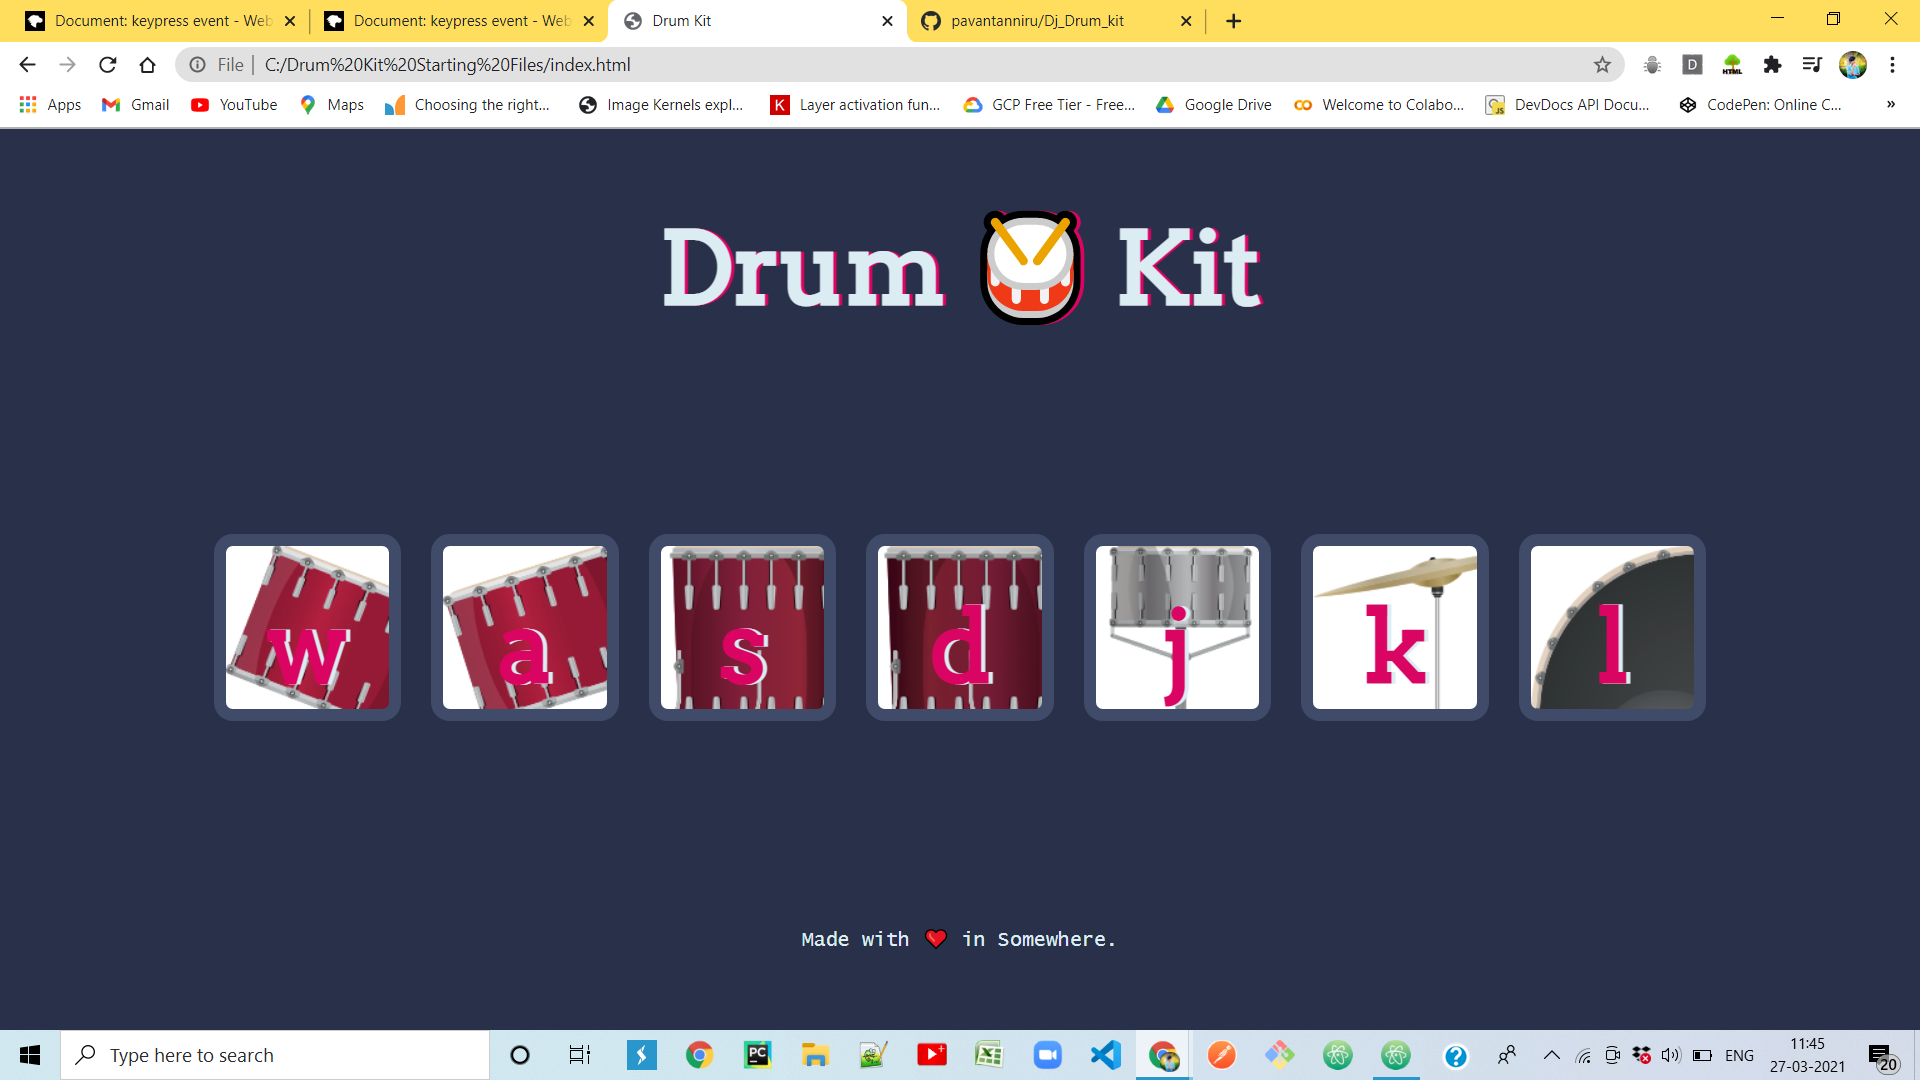 Document: keypress event - Web
Document: keypress event - Web
Drum Kit
pavantanniru/Dj_Drum_kit
File
C:/Drum%20Kit%20Starting%20Files/index.html
D
HTML
Apps
Gmail
YouTube
Maps
Choosing the right...
Image Kernels expl...
K
Layer activation fun...
GCP Free Tier - Free...
Google Drive
Welcome to Colabo...
JS
DevDocs API Docu...
CodePen: Online C...
»
Drum Kit
w
a
s
d
j
k
l
Made with ❤ in Somewhere.
Type here to search
PC
ENG
11:45
27-03-2021
20